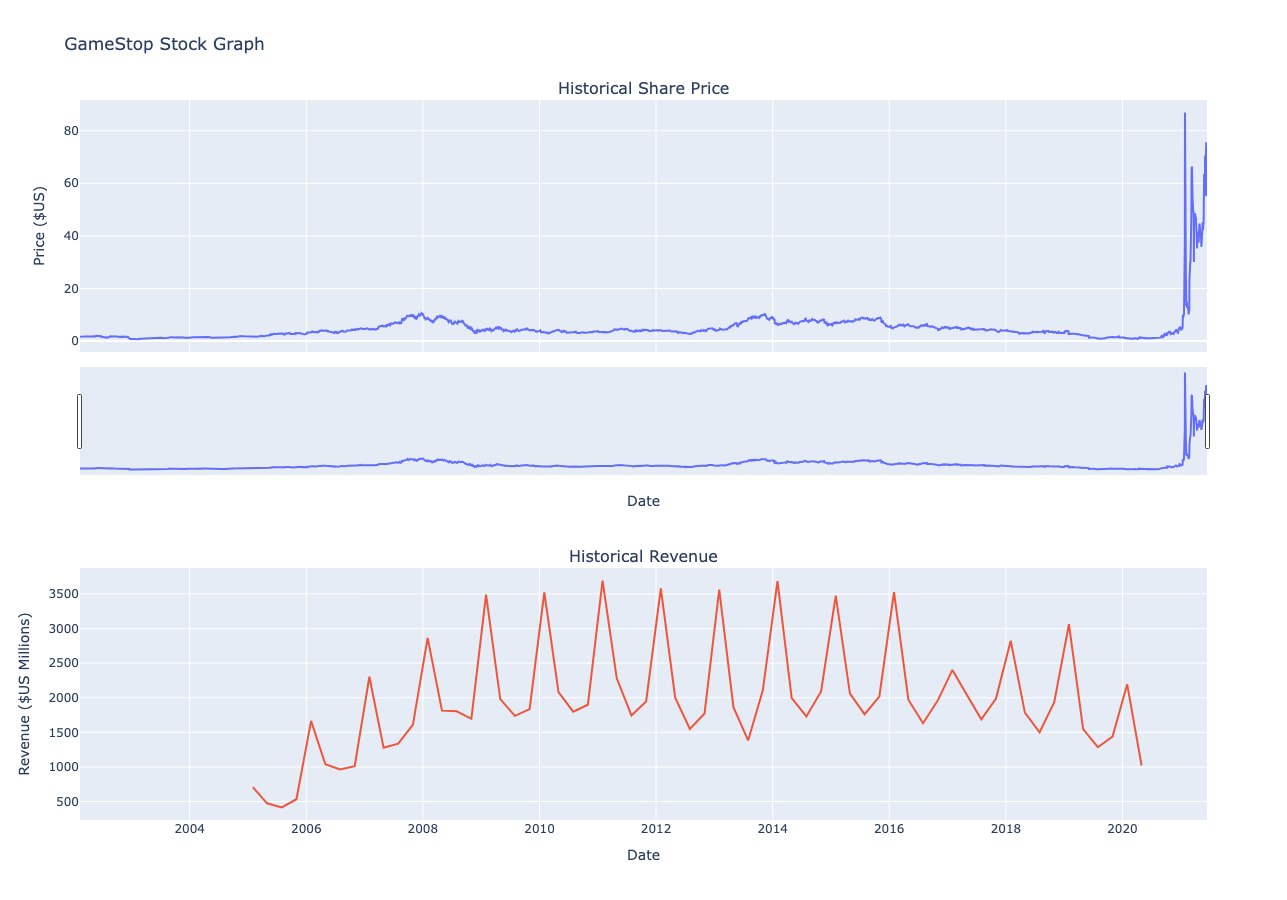 GameStop Stock Graph
Historical Share Price
Price ($US)
80
60
40
20
0
Date
Historical Revenue
Revenue ($US Millions)
3500
3000
2500
2000
1500
1000
500
2004 2006 2008 2010 2012 2014 2016 2018 2020
Date